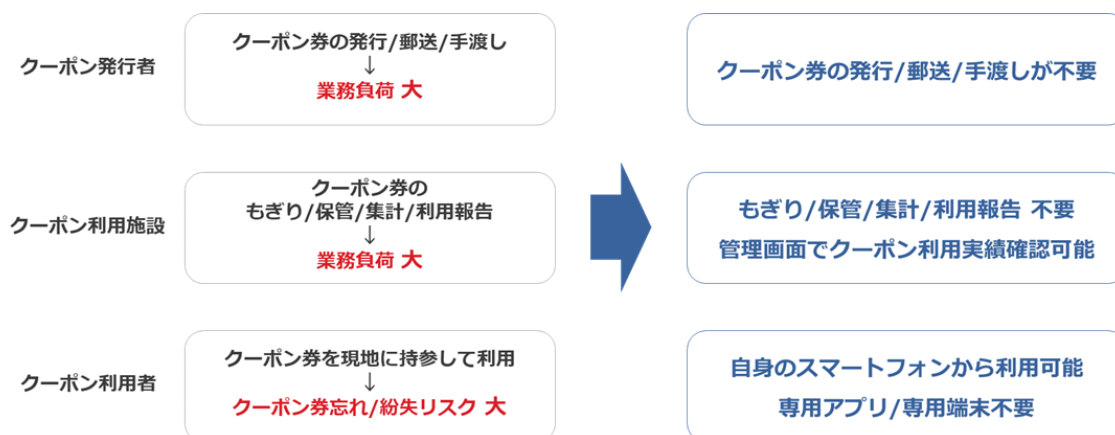 クーポン発行者
クーポン券の発行/郵送/手渡し
↓
業務負荷 大
クーポン券の発行/郵送/手渡しが不要
クーポン利用施設
クーポン券の
もぎり/保管/集計/利用報告
↓
業務負荷 大
もぎり/保管/集計/利用報告 不要
管理画面でクーポン利用実績確認可能
クーポン利用者
クーポン券を現地に持参して利用
↓
クーポン券忘れ/紛失リスク 大
自身のスマートフォンから利用可能
専用アプリ/専用端末不要